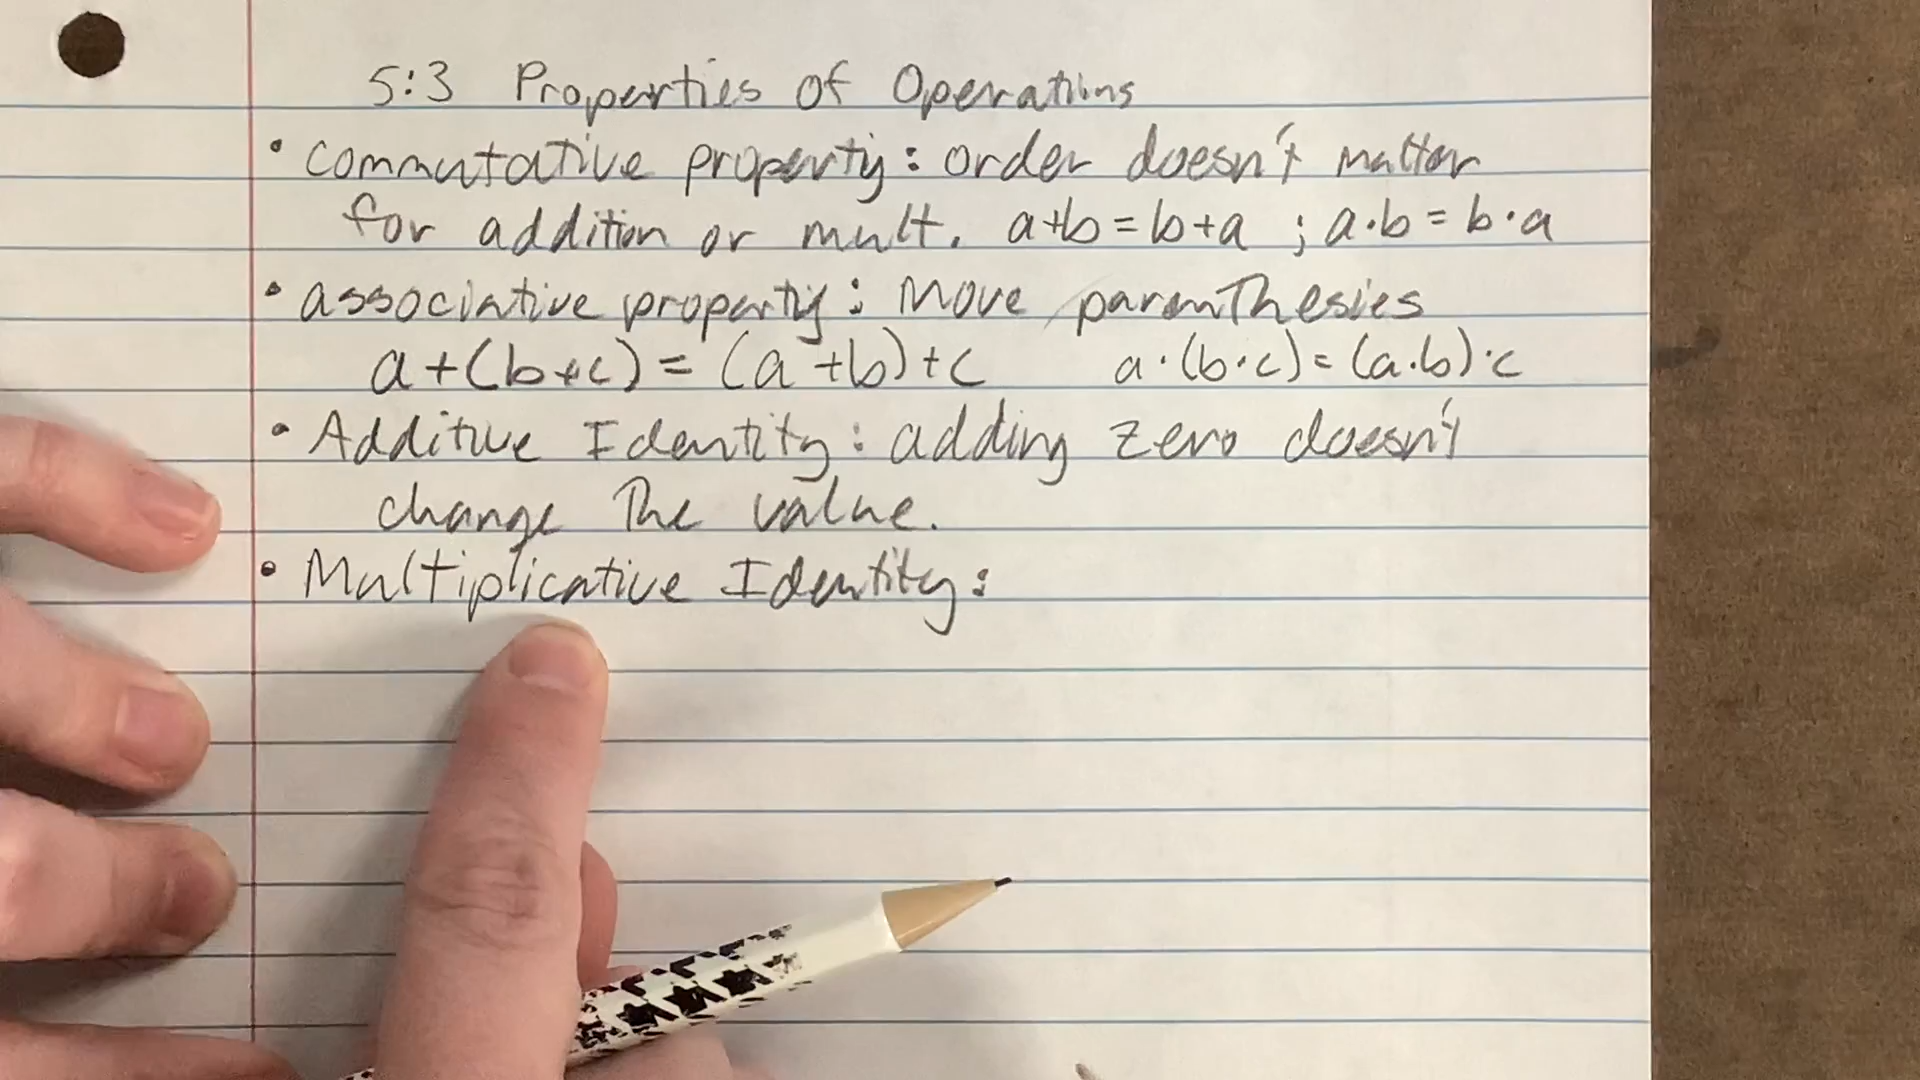 5:3 Properties of Operations
• commutative property: order doesn't matter
for addition or mult. a+b=b+a ; a·b=b·a
• associative property: Move parenthesies
a+(b+c)=(a+b)+c a·(b·c)=(a·b)·c
• Additive Identity: adding zero doesn't
change the value.
• Multiplicative Identity: